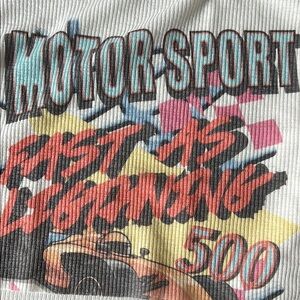 MOTOR SPORT
FAST AS
LIGHTNING
500